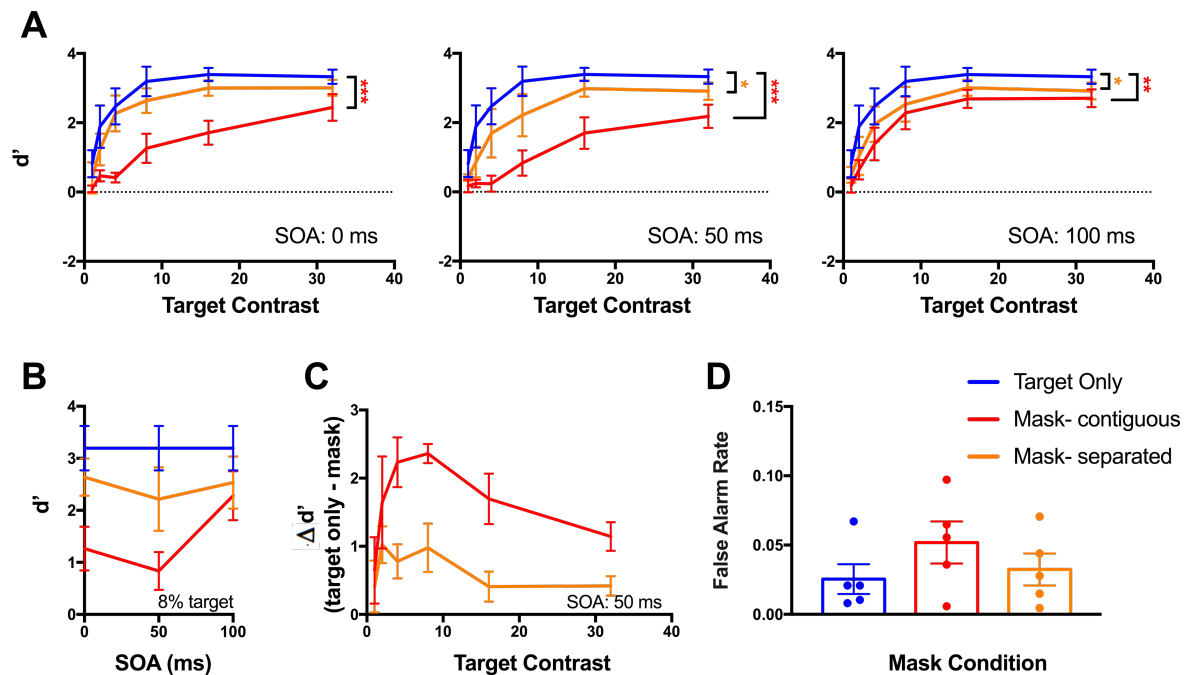 A
4
2
0
-2
d’
0
10
20
30
40
Target Contrast
SOA: 0 ms
***
4
2
0
-2
0
10
20
30
40
Target Contrast
SOA: 50 ms
*
***
4
2
0
-2
0
10
20
30
40
Target Contrast
SOA: 100 ms
*
**
B
4
3
2
1
0
d’
0
50
100
SOA (ms)
8% target
C
3
2
1
0
Δd’
(target only - mask)
0
10
20
30
40
Target Contrast
SOA: 50 ms
D
Target Only
Mask- contiguous
Mask- separated
0.15
0.10
0.05
0.00
False Alarm Rate
Mask Condition